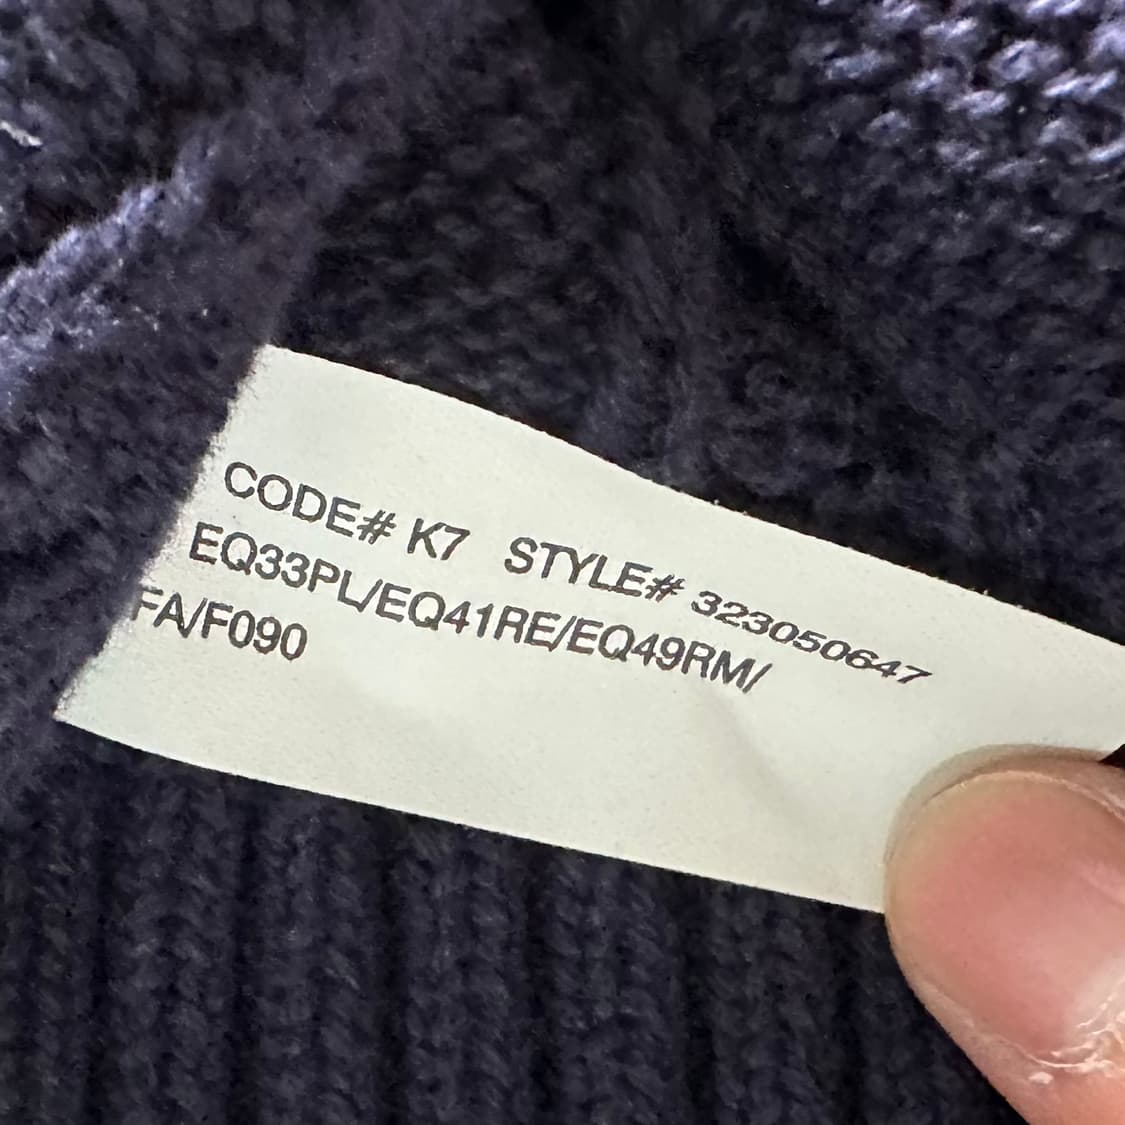 CODE# K7 STYLE# 323050647
EQ33PL/EQ41RE/EQ49RM/
FA/F090